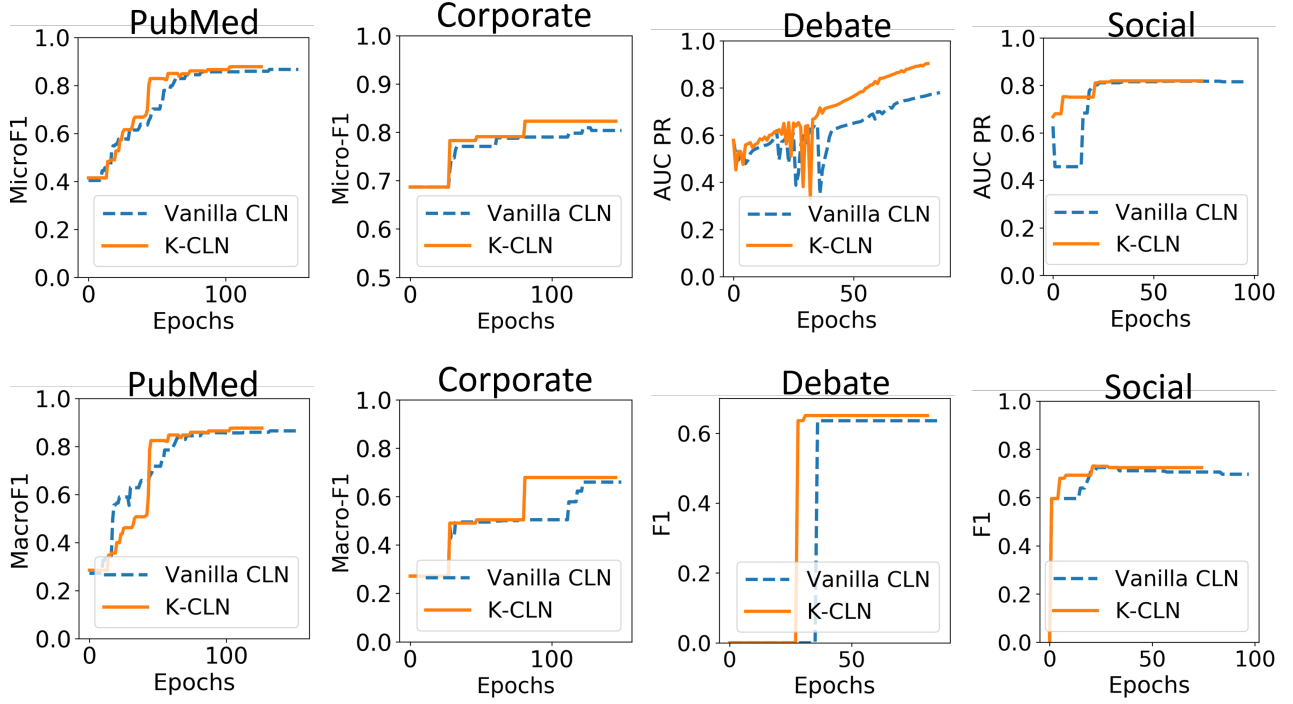 PubMed
1.0
0.8
0.6
0.4
0.2
0.0
MicroF1
Vanilla CLN
K-CLN
0
100
Epochs
Corporate
1.0
0.9
0.8
0.7
0.6
0.5
Micro-F1
Vanilla CLN
K-CLN
0
100
Epochs
Debate
1.0
0.8
0.6
0.4
0.2
0.0
AUC PR
Vanilla CLN
K-CLN
0
50
Epochs
Social
1.0
0.8
0.6
0.4
0.2
0.0
AUC PR
Vanilla CLN
K-CLN
0
50
100
Epochs
PubMed
1.0
0.8
0.6
0.4
0.2
0.0
MacroF1
Vanilla CLN
K-CLN
0
100
Epochs
Corporate
1.0
0.8
0.6
0.4
0.2
0.0
Macro-F1
Vanilla CLN
K-CLN
0
100
Epochs
Debate
0.6
0.4
0.2
0.0
F1
Vanilla CLN
K-CLN
0
50
Epochs
Social
1.0
0.8
0.6
0.4
0.2
0.0
F1
Vanilla CLN
K-CLN
0
50
100
Epochs